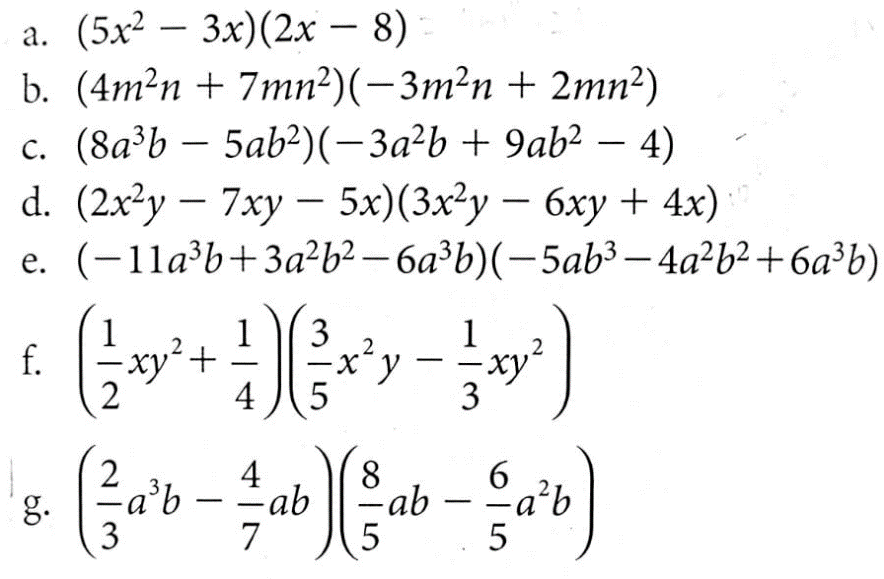 a. (5x² − 3x)(2x − 8)
b. (4m²n + 7mn²)(−3m²n + 2mn²)
c. (8a³b − 5ab²)(−3a²b + 9ab² − 4)
d. (2x²y − 7xy − 5x)(3x²y − 6xy + 4x)
e. (−11a³b+3a²b²−6a³b)(−5ab³−4a²b²+6a³b)
f. (1/2 xy² + 1/4)(3/5 x²y − 1/3 xy²)
g. (2/3 a³b − 4/7 ab)(8/5 ab − 6/5 a²b)